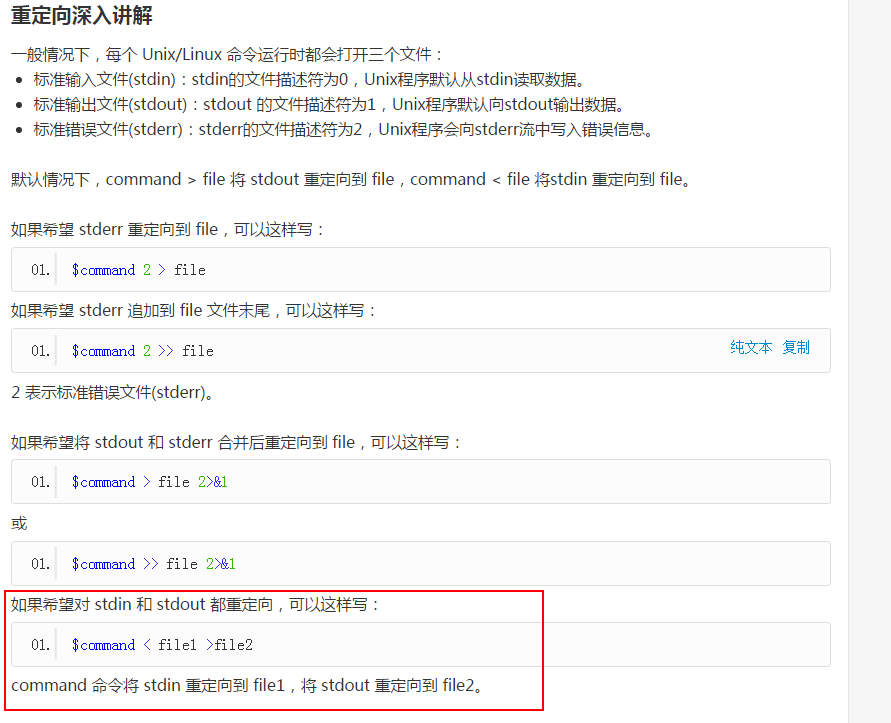 重定向深入讲解
一般情况下，每个 Unix/Linux 命令运行时都会打开三个文件：
标准输入文件(stdin)：stdin的文件描述符为0，Unix程序默认从stdin读取数据。
标准输出文件(stdout)：stdout 的文件描述符为1，Unix程序默认向stdout输出数据。
标准错误文件(stderr)：stderr的文件描述符为2，Unix程序会向stderr流中写入错误信息。
默认情况下，command > file 将 stdout 重定向到 file，command < file 将stdin 重定向到 file。
如果希望 stderr 重定向到 file，可以这样写：
01. $command 2 > file
如果希望 stderr 追加到 file 文件末尾，可以这样写：
01. $command 2 >> file 纯文本 复制
2 表示标准错误文件(stderr)。
如果希望将 stdout 和 stderr 合并后重定向到 file，可以这样写：
01. $command > file 2>&1
或
01. $command >> file 2>&1
如果希望对 stdin 和 stdout 都重定向，可以这样写：
01. $command < file1 >file2
command 命令将 stdin 重定向到 file1，将 stdout 重定向到 file2。